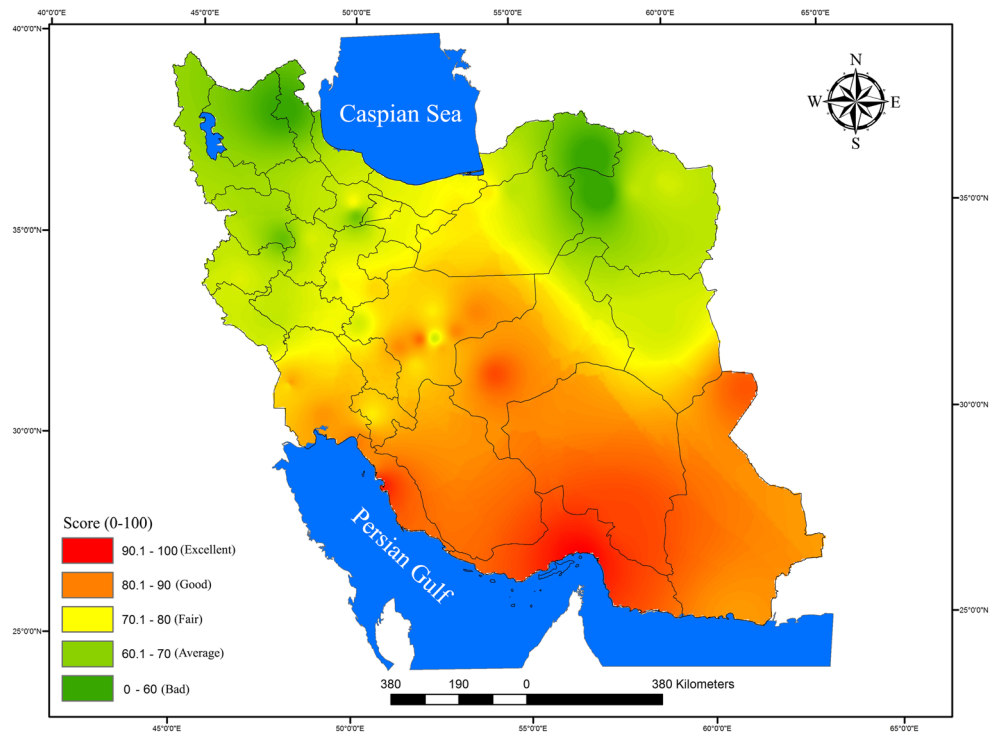 40°0'0"E 45°0'0"E 50°0'0"E 55°0'0"E 60°0'0"E 65°0'0"E
40°0'0"N
N
W E
S
Caspian Sea
35°0'0"N
35°0'0"N
30°0'0"N
30°0'0"N
Persian Gulf
Score (0-100)
90.1 - 100 (Excellent)
80.1 - 90 (Good)
70.1 - 80 (Fair)
60.1 - 70 (Average)
0 - 60 (Bad)
25°0'0"N
25°0'0"N
380 190 0 380 Kilometers
45°0'0"E 50°0'0"E 55°0'0"E 60°0'0"E 65°0'0"E